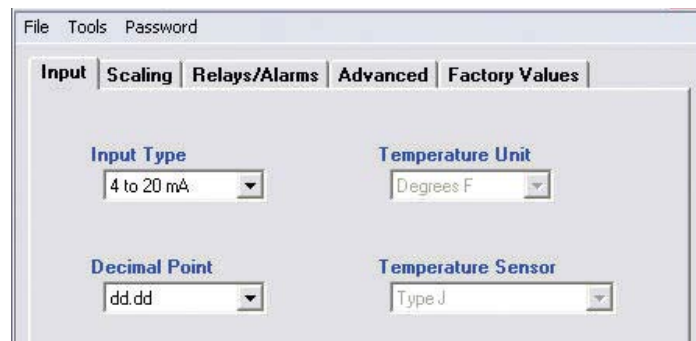 File Tools Password
Input Scaling Relays/Alarms Advanced Factory Values
Input Type Temperature Unit
4 to 20 mA Degrees F
Decimal Point Temperature Sensor
dd.dd Type J